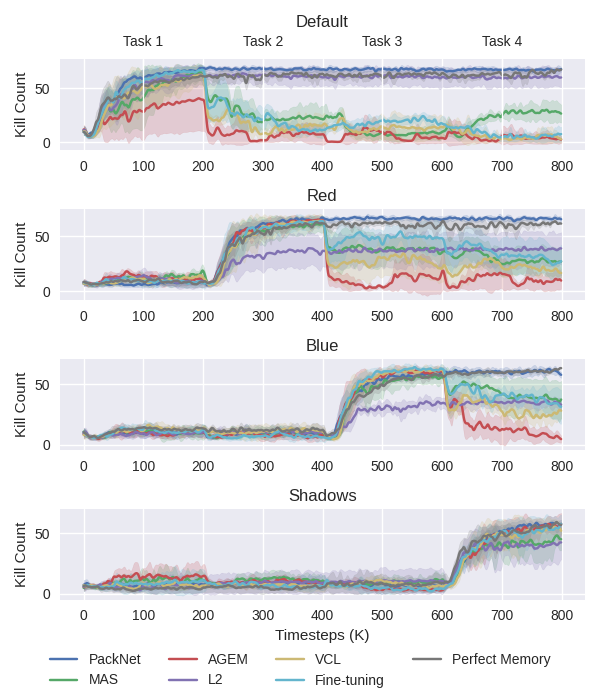 Default
Task 1 Task 2 Task 3 Task 4
Kill Count
50
0
0 100 200 300 400 500 600 700 800
Red
Kill Count
50
0
0 100 200 300 400 500 600 700 800
Blue
Kill Count
50
0
0 100 200 300 400 500 600 700 800
Shadows
Kill Count
50
0
0 100 200 300 400 500 600 700 800
Timesteps (K)
PackNet AGEM VCL Perfect Memory
MAS L2 Fine-tuning